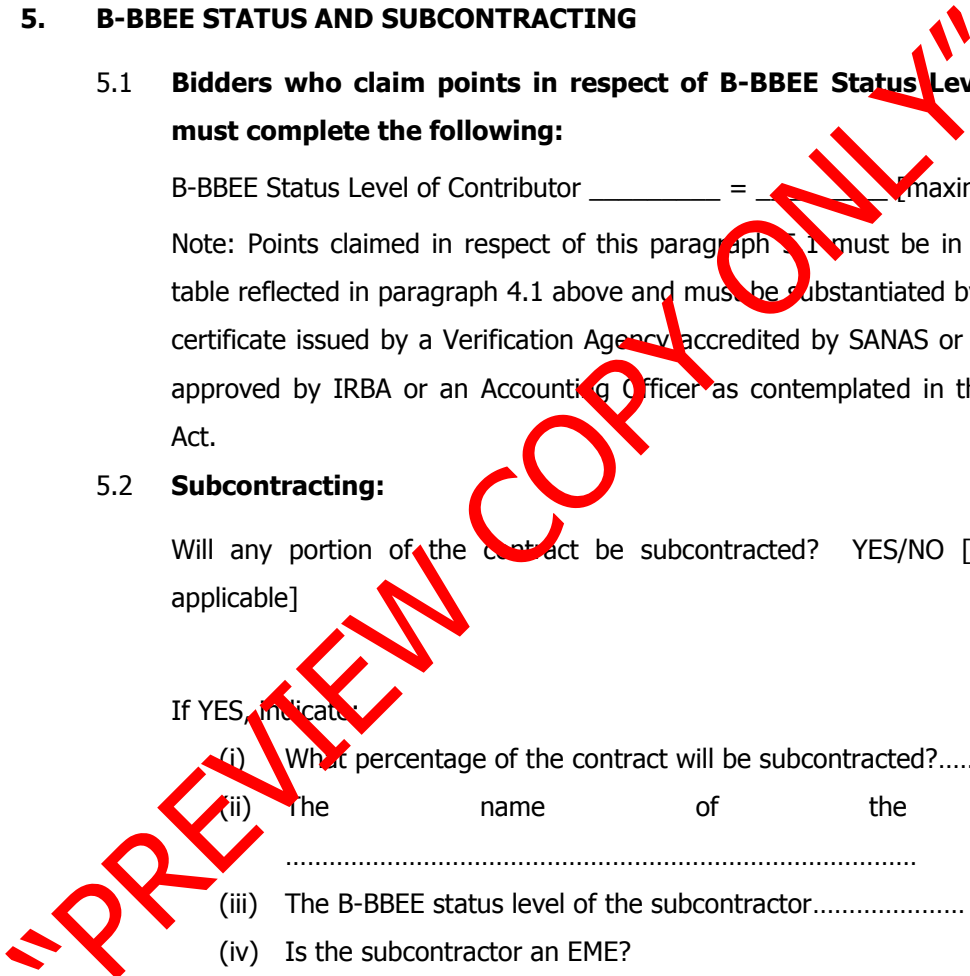 5. B-BBEE STATUS AND SUBCONTRACTING
5.1 Bidders who claim points in respect of B-BBEE Status Lev
must complete the following:
B-BBEE Status Level of Contributor _________ = _________ [maxin
Note: Points claimed in respect of this paragraph 5.1 must be in
table reflected in paragraph 4.1 above and must be substantiated by
certificate issued by a Verification Agency accredited by SANAS or
approved by IRBA or an Accounting Officer as contemplated in th
Act.
5.2 Subcontracting:
Will any portion of the contract be subcontracted? YES/NO [
applicable]
If YES, indicate:
(i) What percentage of the contract will be subcontracted?.....
(ii) The name of the
..............................................................................
(iii) The B-BBEE status level of the subcontractor.....................
(iv) Is the subcontractor an EME?
"PREVIEW COPY ONLY"